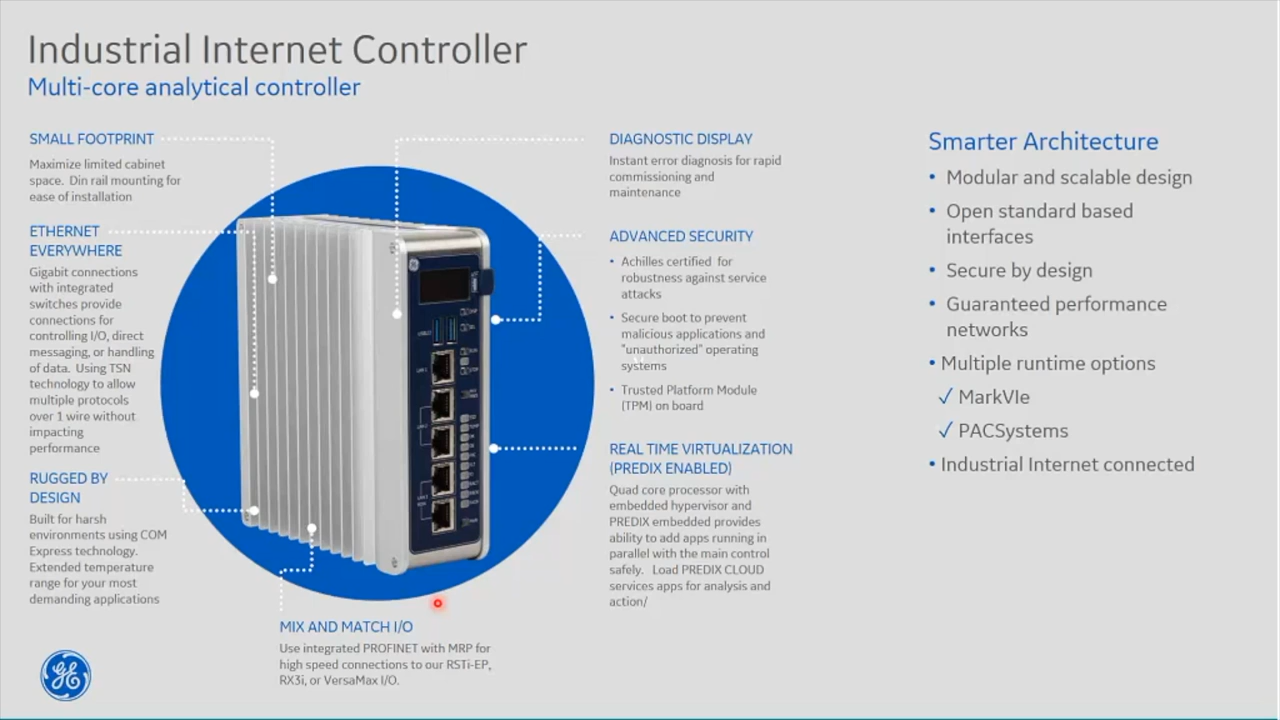 Industrial Internet Controller
Multi-core analytical controller
SMALL FOOTPRINT
Maximize limited cabinet
space. Din rail mounting for
ease of installation
ETHERNET
EVERYWHERE
Gigabit connections
with integrated
switches provide
connections for
controlling I/O, direct
messaging, or handling
of data. Using TSN
technology to allow
multiple protocols
over 1 wire without
impacting
performance
RUGGED BY
DESIGN
Built for harsh
environments using COM
Express technology.
Extended temperature
range for your most
demanding applications
MIX AND MATCH I/O
Use integrated PROFINET with MRP for
high speed connections to our RSTi-EP,
RX3i, or VersaMax I/O.
DIAGNOSTIC DISPLAY
Instant error diagnosis for rapid
commissioning and
maintenance
ADVANCED SECURITY
• Achilles certified for
robustness against service
attacks
• Secure boot to prevent
malicious applications and
"unauthorized" operating
systems
• Trusted Platform Module
(TPM) on board
REAL TIME VIRTUALIZATION
(PREDIX ENABLED)
Quad core processor with
embedded hypervisor and
PREDIX embedded provides
ability to add apps running in
parallel with the main control
safely. Load PREDIX CLOUD
services apps for analysis and
action/
Smarter Architecture
• Modular and scalable design
• Open standard based
interfaces
• Secure by design
• Guaranteed performance
networks
• Multiple runtime options
✓ MarkVIe
✓ PACSystems
• Industrial Internet connected